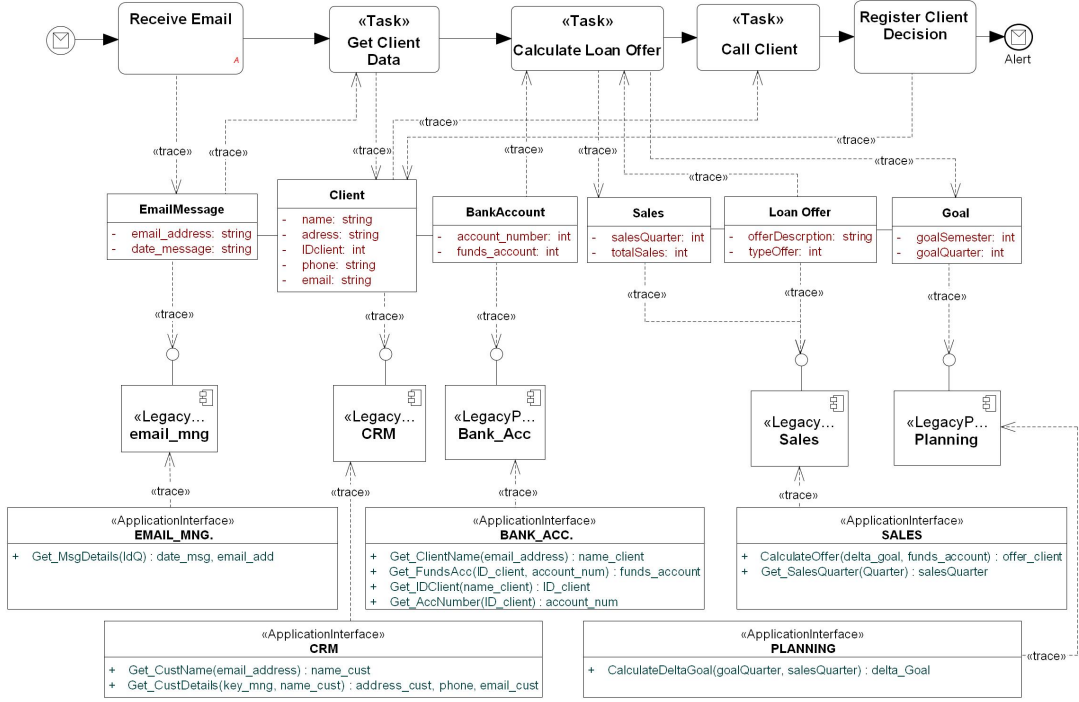 Receive Email
A
«Task»
Get Client
Data
«Task»
Calculate Loan Offer
«Task»
Call Client
Register Client
Decision
Alert
«trace»
«trace»
«trace»
«trace»
«trace»
«trace»
«trace»
«trace»
«trace»
EmailMessage
- email_address: string
- date_message: string
Client
- name: string
- adress: string
- IDclient: int
- phone: string
- email: string
BankAccount
- account_number: int
- funds_account: int
Sales
- salesQuarter: int
- totalSales: int
Loan Offer
- offerDescrption: string
- typeOffer: int
Goal
- goalSemester: int
- goalQuarter: int
«trace»
«trace»
«trace»
«trace»
«trace»
«trace»
«Legacy...
email_mng
«Legacy...
CRM
«LegacyP...
Bank_Acc
«Legacy...
Sales
«LegacyP...
Planning
«trace»
«trace»
«trace»
«trace»
«ApplicationInterface»
EMAIL_MNG.
+ Get_MsgDetails(IdQ) : date_msg, email_add
«ApplicationInterface»
BANK_ACC.
+ Get_ClientName(email_address) : name_client
+ Get_FundsAcc(ID_client, account_num) : funds_account
+ Get_IDClient(name_client) : ID_client
+ Get_AccNumber(ID_client) : account_num
«ApplicationInterface»
SALES
+ CalculateOffer(delta_goal, funds_account) : offer_client
+ Get_SalesQuarter(Quarter) : salesQuarter
«ApplicationInterface»
CRM
+ Get_CustName(email_address) : name_cust
+ Get_CustDetails(key_mng, name_cust) : address_cust, phone, email_cust
«ApplicationInterface»
PLANNING
+ CalculateDeltaGoal(goalQuarter, salesQuarter) : delta_Goal
«trace»